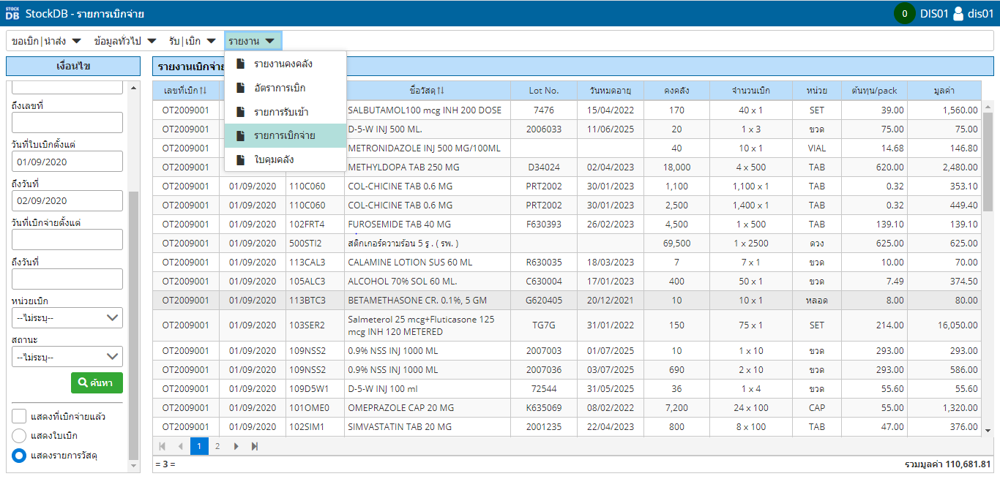 STOCK DB StockDB - รายการเบิกจ่าย 0 DIS01 dis01
ขอเบิก|นำส่ง ข้อมูลทั่วไป รับ|เบิก รายงาน
รายงานคงคลัง
อัตราการเบิก
รายการรับเข้า
รายการเบิกจ่าย
ใบคุมคลัง
เงื่อนไข
ถึงเลขที่
วันที่ใบเบิกตั้งแต่
01/09/2020
ถึงวันที่
02/09/2020
วันที่เบิกจ่ายตั้งแต่
ถึงวันที่
หน่วยเบิก
--ไม่ระบุ--
สถานะ
--ไม่ระบุ--
ค้นหา
แสดงที่เบิกจ่ายแล้ว
แสดงใบเบิก
แสดงรายการวัสดุ
รายงานเบิกจ่าย
เลขที่เบิก ชื่อวัสดุ Lot No. วันหมดอายุ คงคลัง จำนวนเบิก หน่วย ต้นทุน/pack มูลค่า
OT2009001 SALBUTAMOL100 mcg INH 200 DOSE 7476 15/04/2022 170 40 x 1 SET 39.00 1,560.00
OT2009001 D-5-W INJ 500 ML. 2006033 11/06/2025 20 1 x 3 ขวด 75.00 75.00
OT2009001 METRONIDAZOLE INJ 500 MG/100ML 40 10 x 1 VIAL 14.68 146.80
OT2009001 METHYLDOPA TAB 250 MG D34024 02/04/2023 18,000 4 x 500 TAB 620.00 2,480.00
OT2009001 01/09/2020 110C060 COL-CHICINE TAB 0.6 MG PRT2002 30/01/2023 1,100 1,100 x 1 TAB 0.32 353.10
OT2009001 01/09/2020 110C060 COL-CHICINE TAB 0.6 MG PRT2002 30/01/2023 2,500 1,400 x 1 TAB 0.32 449.40
OT2009001 01/09/2020 102FRT4 FUROSEMIDE TAB 40 MG F630393 26/02/2023 4,500 1 x 500 TAB 139.10 139.10
OT2009001 01/09/2020 500STI2 สติกเกอร์ความร้อน 5 รู . ( รพ. ) 69,500 1 x 2500 ดวง 625.00 625.00
OT2009001 01/09/2020 113CAL3 CALAMINE LOTION SUS 60 ML R630035 18/03/2023 7 7 x 1 ขวด 10.00 70.00
OT2009001 01/09/2020 105ALC3 ALCOHOL 70% SOL 60 ML. C630004 17/01/2023 400 50 x 1 ขวด 7.49 374.50
OT2009001 01/09/2020 113BTC3 BETAMETHASONE CR. 0.1%, 5 GM G620405 20/12/2021 10 10 x 1 หลอด 8.00 80.00
OT2009001 01/09/2020 103SER2 Salmeterol 25 mcg+Fluticasone 125 mcg INH 120 METERED TG7G 31/01/2022 150 75 x 1 SET 214.00 16,050.00
OT2009001 01/09/2020 109NSS2 0.9% NSS INJ 1000 ML 2007003 01/07/2025 10 1 x 10 ขวด 293.00 293.00
OT2009001 01/09/2020 109NSS2 0.9% NSS INJ 1000 ML 2007036 03/07/2025 690 2 x 10 ขวด 293.00 586.00
OT2009001 01/09/2020 109D5W1 D-5-W INJ 100 ml 72544 31/05/2025 36 1 x 4 ขวด 55.60 55.60
OT2009001 01/09/2020 101OME0 OMEPRAZOLE CAP 20 MG K635069 08/02/2022 7,200 24 x 100 CAP 55.00 1,320.00
OT2009001 01/09/2020 102SIM1 SIMVASTATIN TAB 20 MG 2001235 22/04/2023 800 8 x 100 TAB 47.00 376.00
1 2
= 3 = รวมมูลค่า 110,681.81